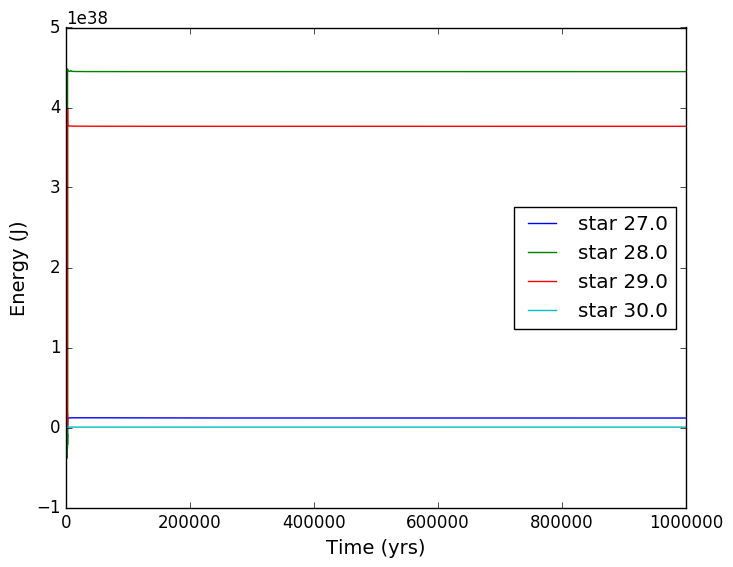 1e38
5
4
3
2
1
0
−1
Energy (J)
star 27.0
star 28.0
star 29.0
star 30.0
0 200000 400000 600000 800000 1000000
Time (yrs)